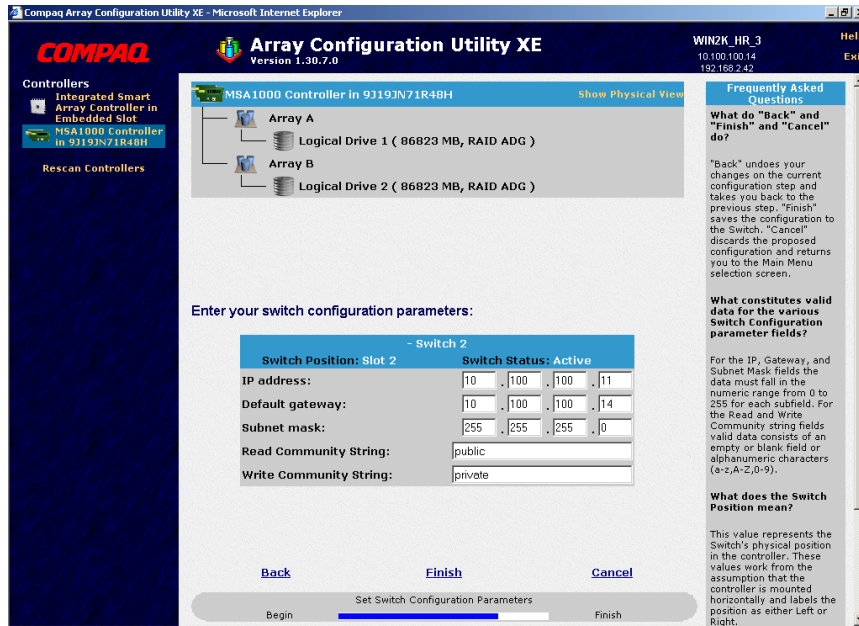 Compaq Array Configuration Utility XE - Microsoft Internet Explorer
COMPAQ
Array Configuration Utility XE
Version 1.30.7.0
WIN2K_HR_3
10.100.100.14
192.168.2.42
Controllers
Integrated Smart
Array Controller in
Embedded Slot
MSA1000 Controller
in 9J19JN71R48H
Rescan Controllers
MSA1000 Controller in 9J19JN71R48H Show Physical View
Array A
Logical Drive 1 ( 86823 MB, RAID ADG )
Array B
Logical Drive 2 ( 86823 MB, RAID ADG )
Enter your switch configuration parameters:
- Switch 2
Switch Position: Slot 2 Switch Status: Active
IP address: 10 . 100 . 100 . 11
Default gateway: 10 . 100 . 100 . 14
Subnet mask: 255 . 255 . 255 . 0
Read Community String: public
Write Community String: private
Back Finish Cancel
Set Switch Configuration Parameters
Begin Finish
Frequently Asked
Questions
What do "Back" and
"Finish" and "Cancel"
do?
"Back" undoes your
changes on the current
configuration step and
takes you back to the
previous step. "Finish"
saves the configuration to
the Switch. "Cancel"
discards the proposed
configuration and returns
you to the Main Menu
selection screen.
What constitutes valid
data for the various
Switch Configuration
parameter fields?
For the IP, Gateway, and
Subnet Mask fields the
data must fall in the
numeric range from 0 to
255 for each subfield. For
the Read and Write
Community string fields
valid data consists of an
empty or blank field or
alphanumeric characters
(a-z,A-Z,0-9).
What does the Switch
Position mean?
This value represents the
Switch's physical position
in the controller. These
values work from the
assumption that the
controller is mounted
horizontally and labels the
position as either Left or
Right.